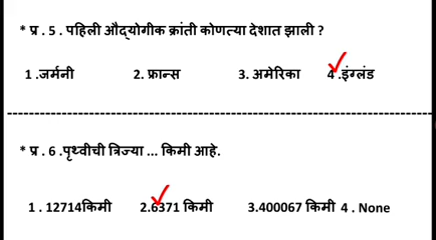 * प्र . 5 . पहिली औद्योगीक क्रांती कोणत्या देशात झाली ?
1 .जर्मनी 2. फ्रान्स 3. अमेरिका 4 .इंग्लंड
* प्र . 6 .पृथ्वीची त्रिज्या ... किमी आहे.
1 . 12714किमी 2.6371 किमी 3.400067 किमी 4 . None